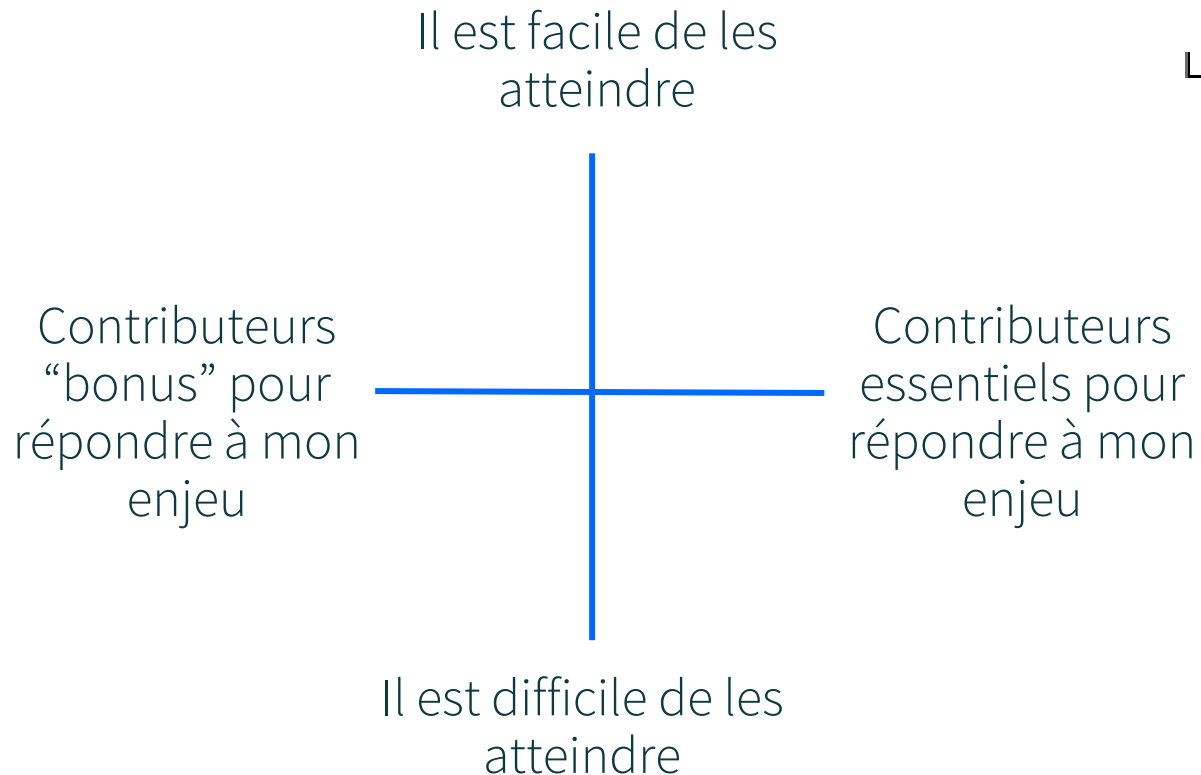 Il est facile de les
atteindre
Contributeurs
“bonus” pour
répondre à mon
enjeu
Contributeurs
essentiels pour
répondre à mon
enjeu
Il est difficile de les
atteindre